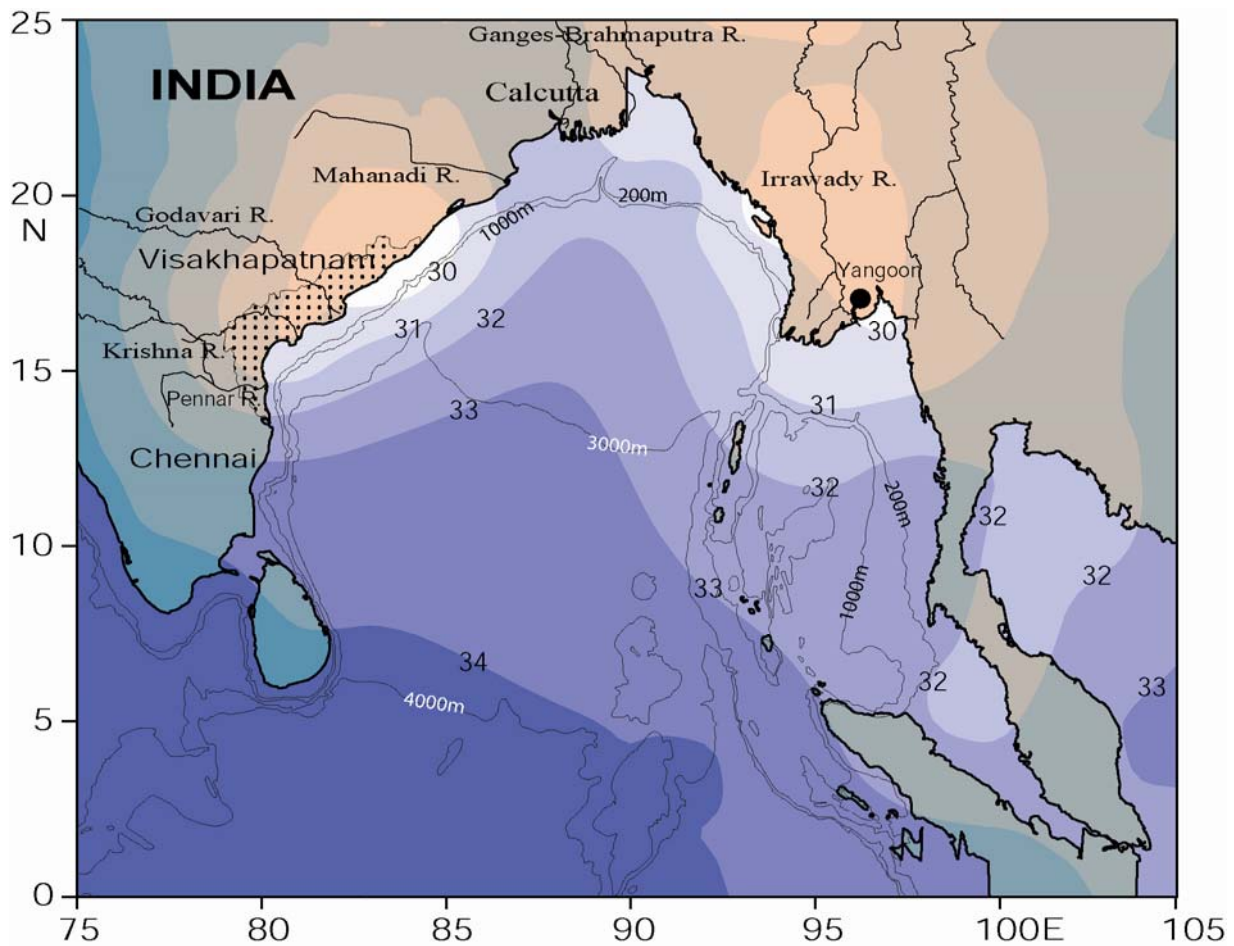 25
Ganges-Brahmaputra R.
INDIA
Calcutta
Mahanadi R.
Irrawady R.
20
200m
N
Godavari R.
1000m
Visakhapatnam
30
Yangoon
31
32
30
Krishna R.
15
Pennar R.
33
31
3000m
Chennai
32
200m
32
10
33
1000m
32
34
32
33
4000m
5
0
75
80
85
90
95
100E
105